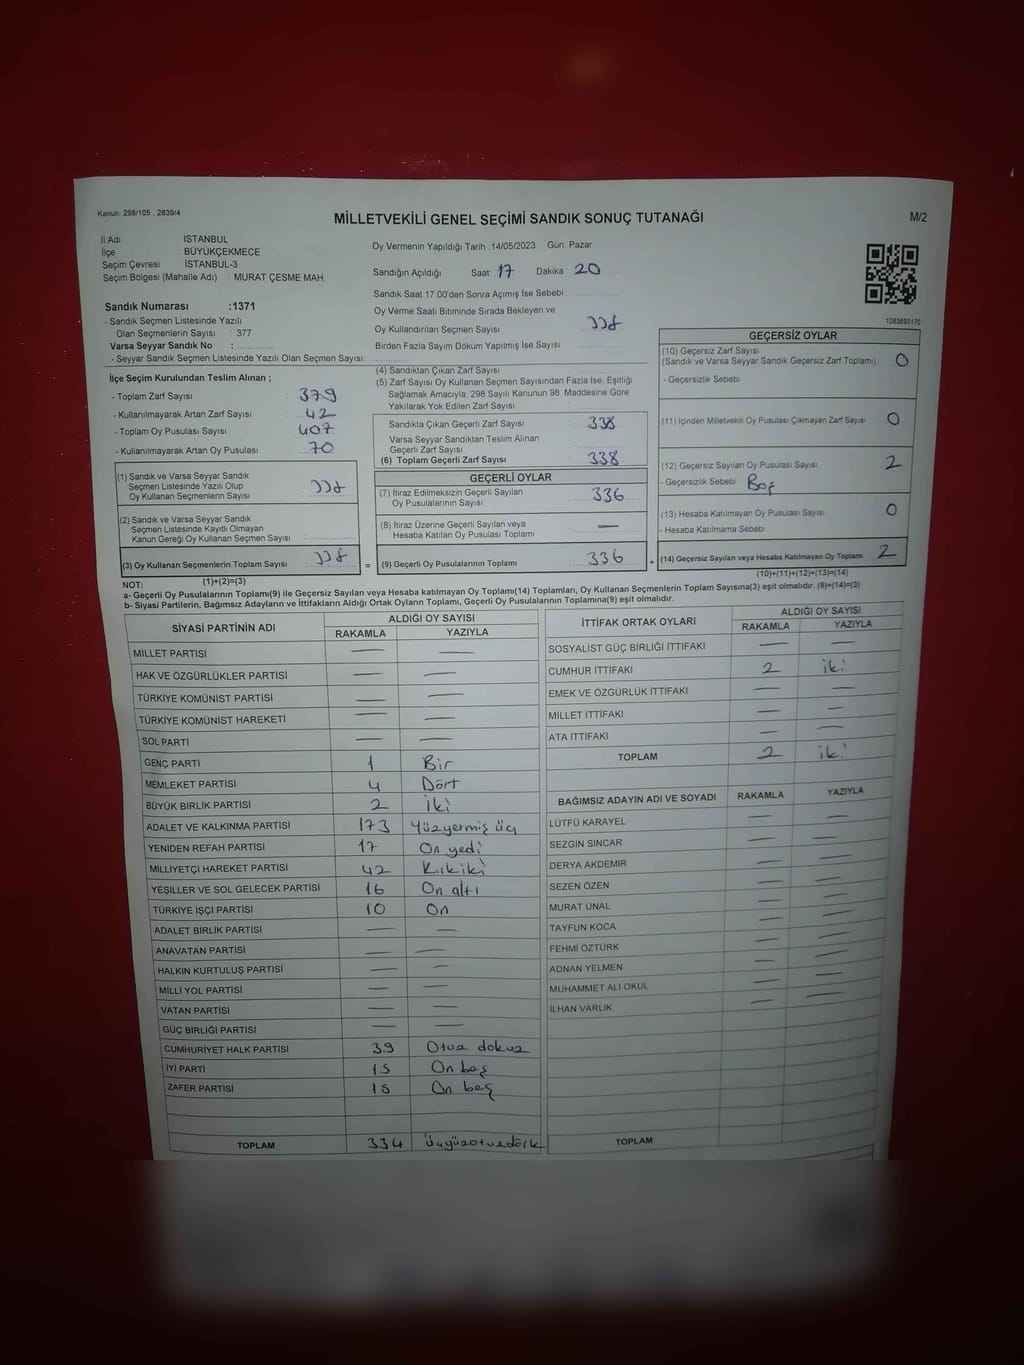 Kanun: 298/105 , 2839/4
MİLLETVEKİLİ GENEL SEÇİMİ SANDIK SONUÇ TUTANAĞI
M/2
İl Adı : İSTANBUL
İlçe : BÜYÜKÇEKMECE
Seçim Çevresi : İSTANBUL-3
Seçim Bölgesi (Mahalle Adı) : MURAT ÇESME MAH.
Sandık Numarası :1371
- Sandık Seçmen Listesinde Yazılı
Olan Seçmenlerin Sayısı : 377
Varsa Seyyar Sandık No :
- Seyyar Sandık Seçmen Listesinde Yazılı Olan Seçmen Sayısı:
Oy Vermenin Yapıldığı Tarih :14/05/2023 Gün: Pazar
Sandığın Açıldığı Saat: 17 Dakika 20
Sandık Saat 17:00'den Sonra Açımış İse Sebebi :
Oy Verme Saati Bitiminde Sırada Bekleyen ve
Oy Kullandırılan Seçmen Sayısı : 338
Birden Fazla Sayım Döküm Yapılmış İse Sayısı :
1083693170
İlçe Seçim Kurulundan Teslim Alınan ;
- Toplam Zarf Sayısı : 379
- Kullanılmayarak Artan Zarf Sayısı : 42
- Toplam Oy Pusulası Sayısı : 407
- Kullanılmayarak Artan Oy Pusulası : 70
(1) Sandık ve Varsa Seyyar Sandık
Seçmen Listesinde Yazılı Olup
Oy Kullanan Seçmenlerin Sayısı : 338
(2) Sandık ve Varsa Seyyar Sandık
Seçmen Listesinde Kayıtlı Olmayan
Kanun Gereği Oy Kullanan Seçmen Sayısı :
(3) Oy Kullanan Seçmenlerin Toplam Sayısı : 338
(1)+(2)=(3)
(4) Sandıktan Çıkan Zarf Sayısı :
(5) Zarf Sayısı Oy Kullanan Seçmen Sayısından Fazla İse, Eşitliği
Sağlamak Amacıyla; 298 Sayılı Kanunun 98. Maddesine Göre
Yakılarak Yok Edilen Zarf Sayısı :
Sandıkta Çıkan Geçerli Zarf Sayısı : 338
Varsa Seyyar Sandıktan Teslim Alınan
Geçerli Zarf Sayısı :
(6) Toplam Geçerli Zarf Sayısı : 338
GEÇERLİ OYLAR
(7) İtiraz Edilmeksizin Geçerli Sayılan
Oy Pusulalarının Sayısı : 336
(8) İtiraz Üzerine Geçerli Sayılan veya
Hesaba Katılan Oy Pusulası Toplamı : —
= (9) Geçerli Oy Pusulalarının Toplamı : 336
GEÇERSİZ OYLAR
(10) Geçersiz Zarf Sayısı
(Sandık ve Varsa Seyyar Sandık Geçersiz Zarf Toplamı) : 0
- Geçersizlik Sebebi :
(11) İçinden Milletvekili Oy Pusulası Çıkmayan Zarf Sayısı : 0
(12) Geçersiz Sayılan Oy Pusulası Sayısı : 2
- Geçersizlik Sebebi : Boş
(13) Hesaba Katılmayan Oy Pusulası Sayısı : 0
- Hesaba Katılmama Sebebi :
+ (14) Geçersiz Sayılan veya Hesaba Katılmayan Oy Toplamı : 2
(10)+(11)+(12)+(13)=(14)
NOT:
a- Geçerli Oy Pusulalarının Toplamı(9) ile Geçersiz Sayılan veya Hesaba katılmayan Oy Toplamı(14) Toplamları, Oy Kullanan Seçmenlerin Toplam Sayısına(3) eşit olmalıdır. (9)+(14)=(3)
b- Siyasi Partilerin, Bağımsız Adayların ve İttifakların Aldığı Ortak Oyların Toplamı, Geçerli Oy Pusulalarının Toplamına(9) eşit olmalıdır.
SİYASİ PARTİNİN ADI ALDIĞI OY SAYISI
RAKAMLA YAZIYLA
MİLLET PARTİSİ — —
HAK VE ÖZGÜRLÜKLER PARTİSİ — —
TÜRKİYE KOMÜNİST PARTİSİ — —
TÜRKİYE KOMÜNİST HAREKETİ — —
SOL PARTİ — —
GENÇ PARTİ 1 Bir
MEMLEKET PARTİSİ 4 Dört
BÜYÜK BİRLİK PARTİSİ 2 İki
ADALET VE KALKINMA PARTİSİ 173 Yüzyetmiş üç
YENİDEN REFAH PARTİSİ 17 On yedi
MİLLİYETÇİ HAREKET PARTİSİ 42 Kırkiki
YEŞİLLER VE SOL GELECEK PARTİSİ 16 On altı
TÜRKİYE İŞÇİ PARTİSİ 10 On
ADALET BİRLİK PARTİSİ — —
ANAVATAN PARTİSİ — —
HALKIN KURTULUŞ PARTİSİ — —
MİLLİ YOL PARTİSİ — —
VATAN PARTİSİ — —
GÜÇ BİRLİĞİ PARTİSİ — —
CUMHURİYET HALK PARTİSİ 39 Otuz dokuz
İYİ PARTİ 15 On beş
ZAFER PARTİSİ 15 On beş
TOPLAM 334 üçyüzotuzdört
İTTİFAK ORTAK OYLARI ALDIĞI OY SAYISI
RAKAMLA YAZIYLA
SOSYALİST GÜÇ BİRLİĞİ İTTİFAKI — —
CUMHUR İTTİFAKI 2 iki
EMEK VE ÖZGÜRLÜK İTTİFAKI — —
MİLLET İTTİFAKI — —
ATA İTTİFAKI — —
TOPLAM 2 iki
BAĞIMSIZ ADAYIN ADI VE SOYADI RAKAMLA YAZIYLA
LÜTFÜ KARAYEL — —
SEZGİN SİNCAR — —
DERYA AKDEMİR — —
SEZEN ÖZEN — —
MURAT ÜNAL — —
TAYFUN KOCA — —
FEHMİ ÖZTÜRK — —
ADNAN YELMEN — —
MUHAMMET ALİ OKUL — —
İLHAN VARLIK — —
TOPLAM